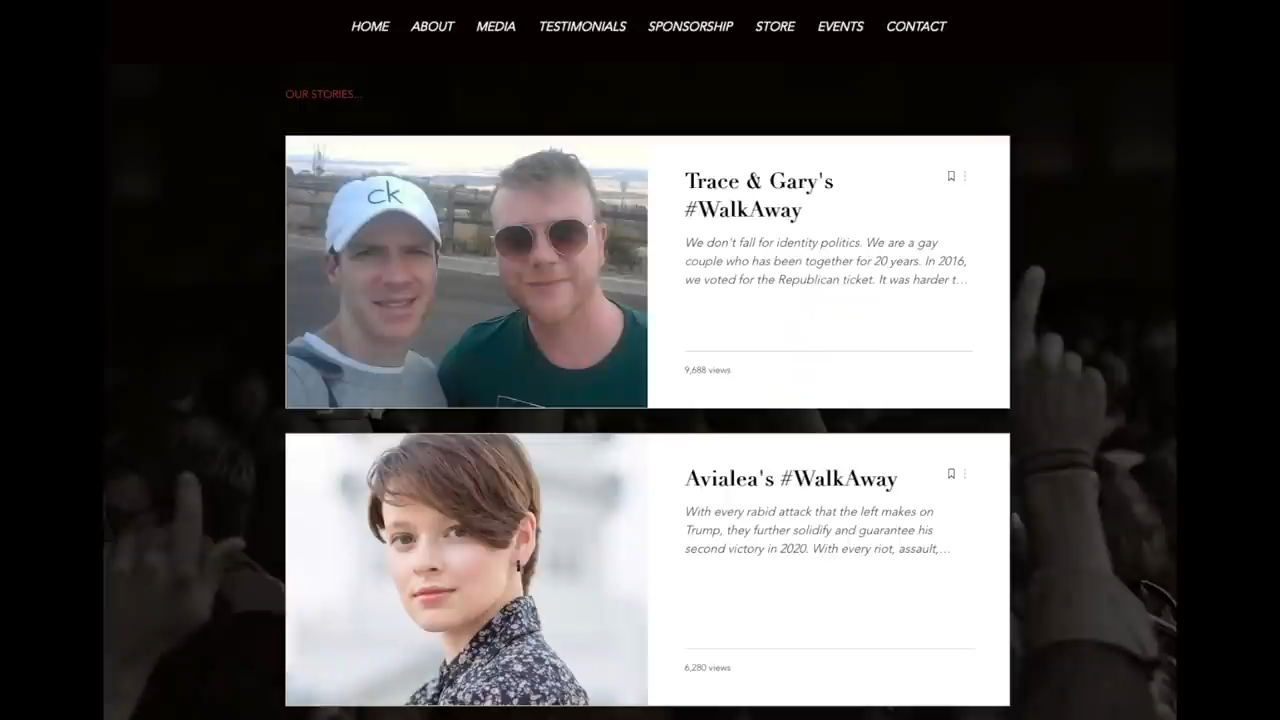 HOME ABOUT MEDIA TESTIMONIALS SPONSORSHIP STORE EVENTS CONTACT
OUR STORIES...
ck
Trace & Gary's
#WalkAway
We don't fall for identity politics. We are a gay
couple who has been together for 20 years. In 2016,
we voted for the Republican ticket. It was harder t...
9,688 views
Avialea's #WalkAway
With every rabid attack that the left makes on
Trump, they further solidify and guarantee his
second victory in 2020. With every riot, assault,...
6,280 views